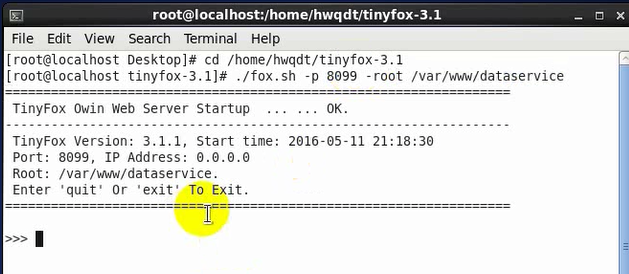 root@localhost:/home/hwqdt/tinyfox-3.1
File Edit View Search Terminal Help
[root@localhost Desktop]# cd /home/hwqdt/tinyfox-3.1
[root@localhost tinyfox-3.1]# ./fox.sh -p 8099 -root /var/www/dataservice
================================================================
TinyFox Owin Web Server Startup ... ... OK.
----------------------------------------------------------------
TinyFox Version: 3.1.1, Start time: 2016-05-11 21:18:30
Port: 8099, IP Address: 0.0.0.0
Root: /var/www/dataservice.
Enter 'quit' Or 'exit' To Exit.
================================================================
>>>